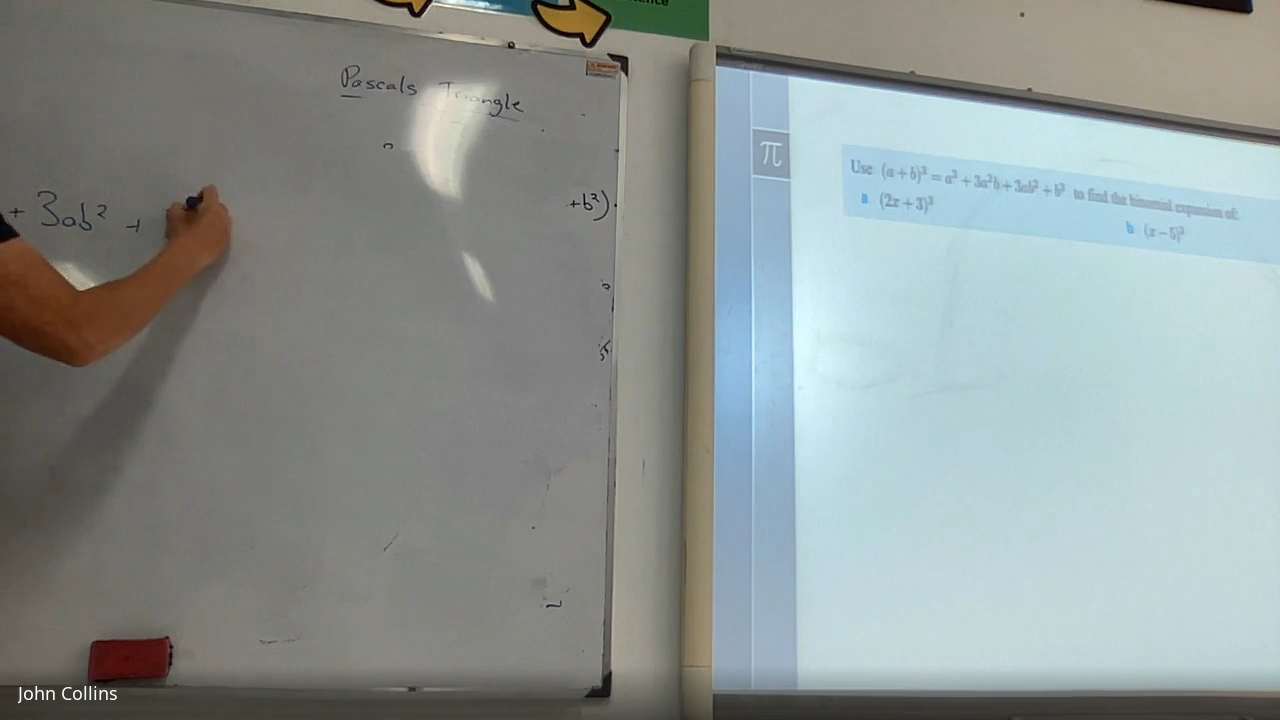 Pascals Triangle
+ 3ab² +
+b²)
π
Use (a + b)³ = a³ + 3a²b + 3ab² + b³ to find the binomial expansion of:
a (2x + 3)³
b (x − 5)³
John Collins